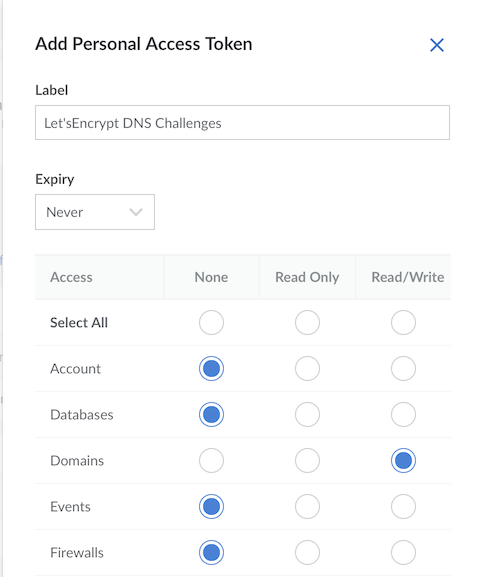 Add Personal Access Token
Label
Let'sEncrypt DNS Challenges
Expiry
Never
Access None Read Only Read/Write
Select All
Account
Databases
Domains
Events
Firewalls